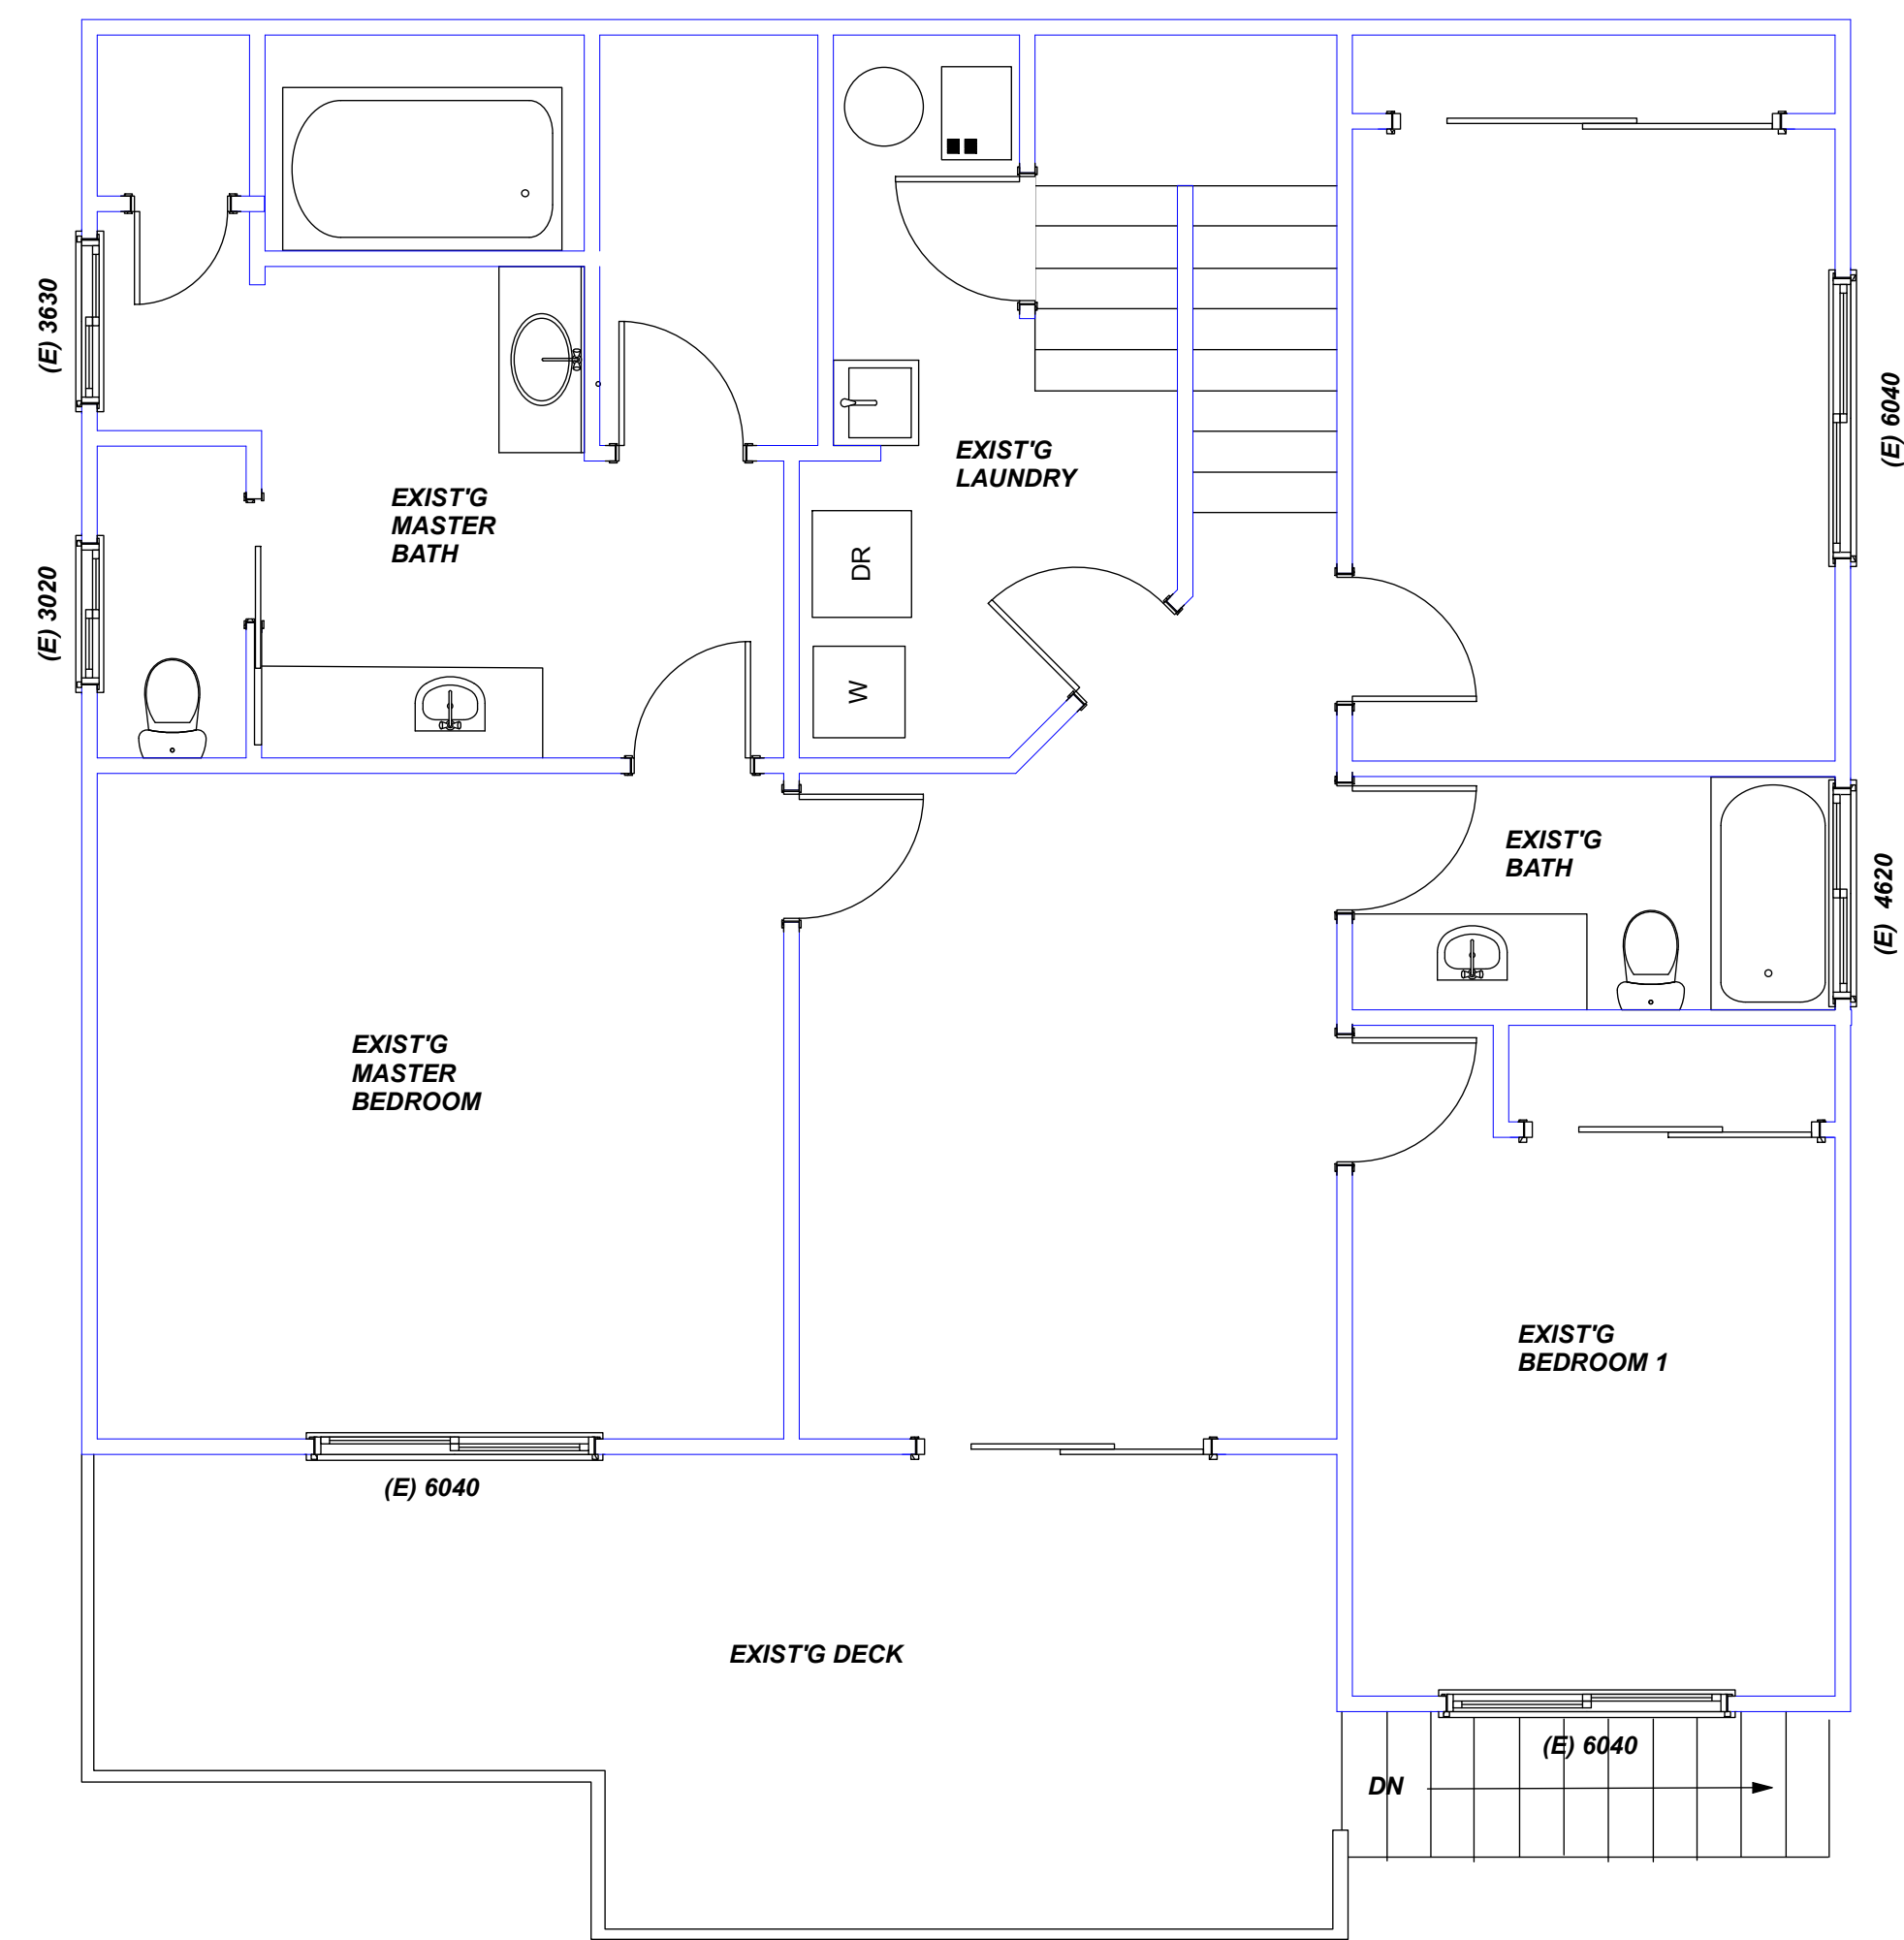 (E) 3630
(E) 6040
EXIST'G
LAUNDRY
EXIST'G
MASTER
BATH
DR
(E) 3020
W
EXIST'G
BATH
(E) 4620
EXIST'G
MASTER
BEDROOM
EXIST'G
BEDROOM 1
(E) 6040
EXIST'G DECK
(E) 6040
DN